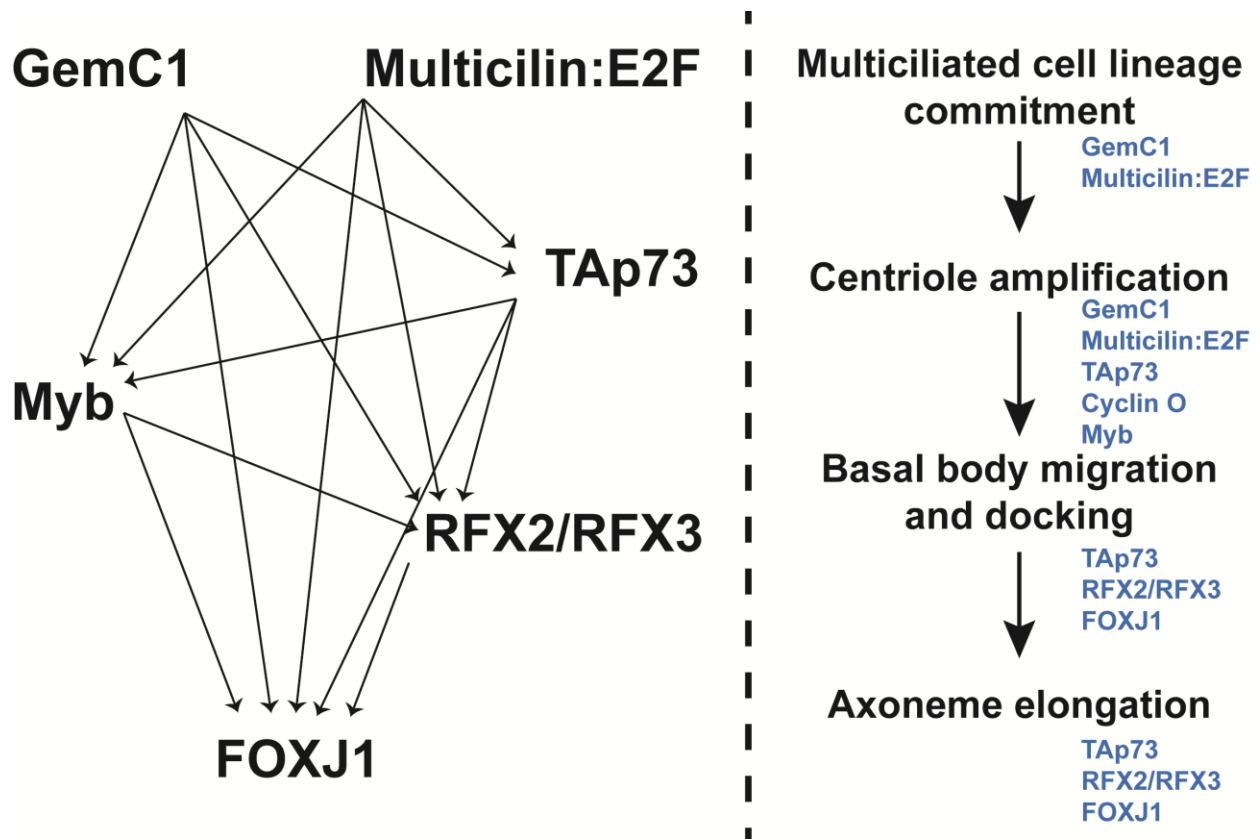 GemC1
Multicilin:E2F
TAp73
Myb
RFX2/RFX3
FOXJ1
Multiciliated cell lineage
commitment
GemC1
Multicilin:E2F
Centriole amplification
GemC1
Multicilin:E2F
TAp73
Cyclin O
Myb
Basal body migration
and docking
TAp73
RFX2/RFX3
FOXJ1
Axoneme elongation
TAp73
RFX2/RFX3
FOXJ1